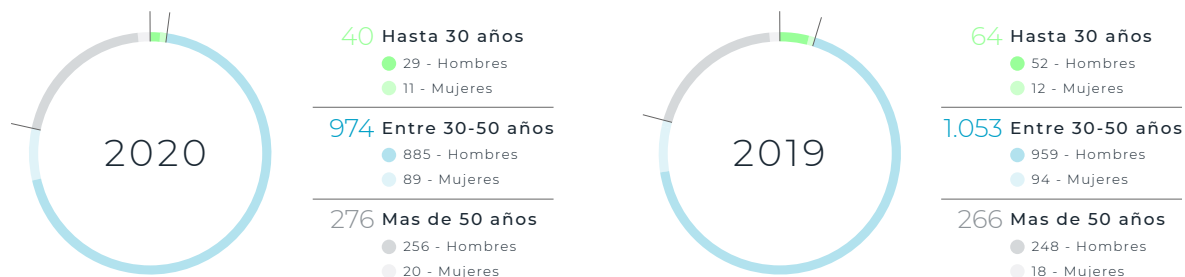 2020
40 Hasta 30 años
29 - Hombres
11 - Mujeres
974 Entre 30-50 años
885 - Hombres
89 - Mujeres
276 Mas de 50 años
256 - Hombres
20 - Mujeres
2019
64 Hasta 30 años
52 - Hombres
12 - Mujeres
1.053 Entre 30-50 años
959 - Hombres
94 - Mujeres
266 Mas de 50 años
248 - Hombres
18 - Mujeres